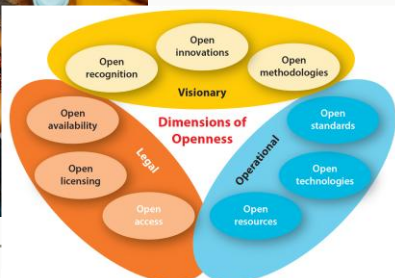 Open
innovations
Open
recognition
Open
methodologies
Visionary
Dimensions of
Openness
Open
availability
Open
licensing
Open
access
Legal
Open
standards
Open
technologies
Open
resources
Operational